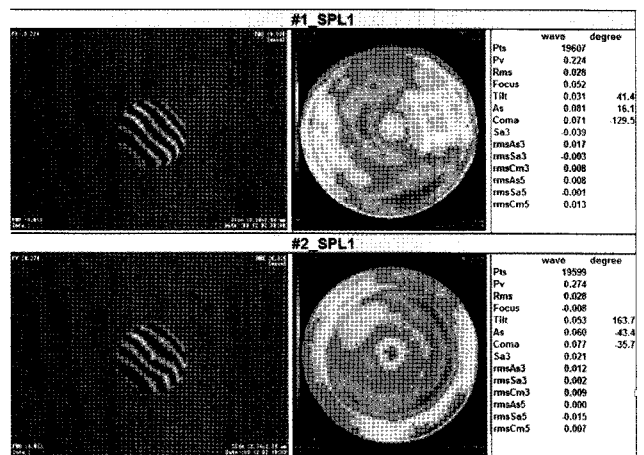 #1_SPL1
wave degree
Pts 19607
Pv 0.224
Rms 0.028
Focus 0.052
Tilt 0.031 41.4
As 0.081 16.1
Coma 0.071 -129.5
Sa3 -0.039
rmsAs3 0.017
rmsSa3 -0.003
rmsCm3 0.008
rmsAs5 0.008
rmsSa5 -0.001
rmsCm5 0.013
#2_SPL1
wave degree
Pts 19599
Pv 0.274
Rms 0.028
Focus -0.008
Tilt 0.053 163.7
As 0.060 -43.4
Coma 0.077 -35.7
Sa3 0.021
rmsAs3 0.012
rmsSa3 0.002
rmsCm3 0.009
rmsAs5 0.000
rmsSa5 -0.015
rmsCm5 0.007